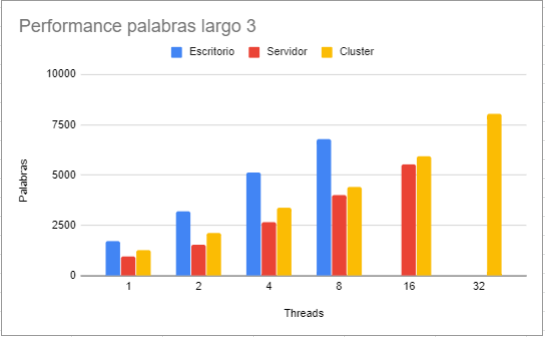 Performance palabras largo 3
Escritorio Servidor Cluster
10000
7500
5000
2500
0
Palabras
1 2 4 8 16 32
Threads